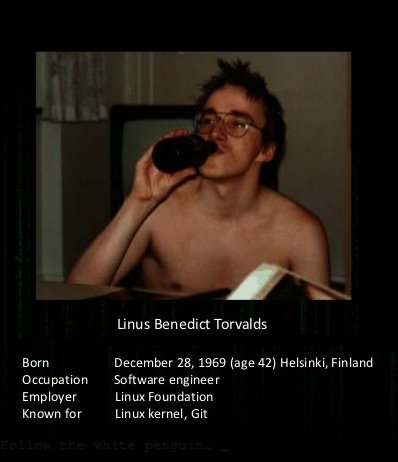 Linus Benedict Torvalds
Born December 28, 1969 (age 42) Helsinki, Finland
Occupation Software engineer
Employer Linux Foundation
Known for Linux kernel, Git
Follow the white penguin… _